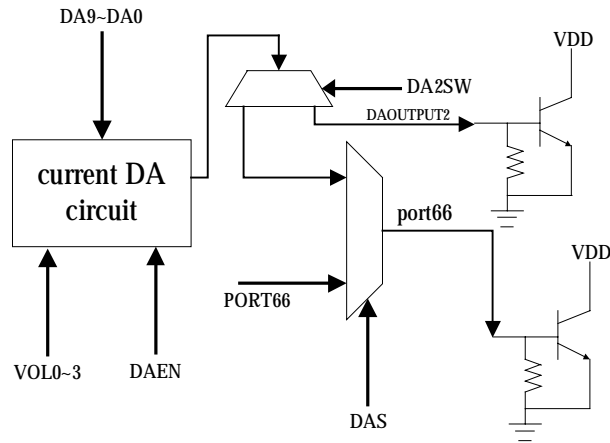 DA9~DA0
VDD
DA2SW
DAOUTPUT2
current DA
circuit
port66
VDD
PORT66
VOL0~3
DAEN
DAS